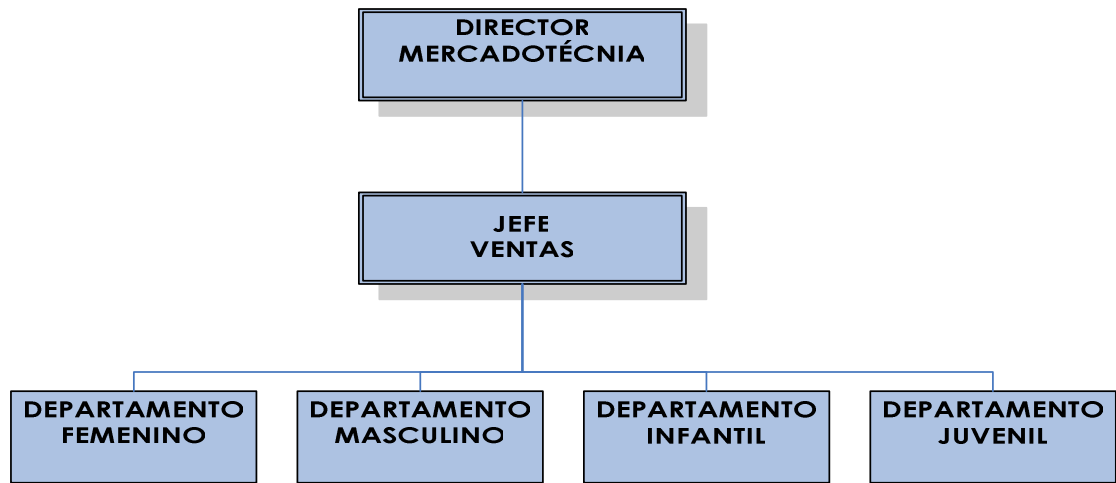 DIRECTOR
MERCADOTÉCNIA
JEFE
VENTAS
DEPARTAMENTO
FEMENINO
DEPARTAMENTO
MASCULINO
DEPARTAMENTO
INFANTIL
DEPARTAMENTO
JUVENIL